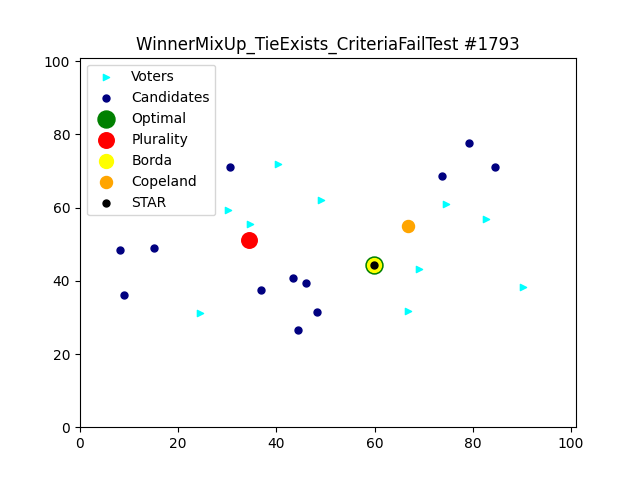 WinnerMixUp_TieExists_CriteriaFailTest #1793
100
80
60
40
20
0
Voters
Candidates
Optimal
Plurality
Borda
Copeland
STAR
0 20 40 60 80 100